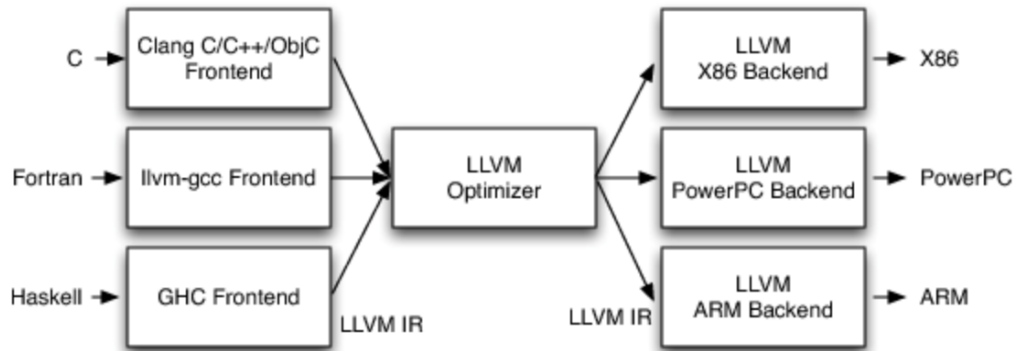 C
Clang C/C++/ObjC
Frontend
LLVM
X86 Backend
X86
Fortran
llvm-gcc Frontend
LLVM
Optimizer
LLVM
PowerPC Backend
PowerPC
Haskell
GHC Frontend
LLVM IR
LLVM IR
LLVM
ARM Backend
ARM